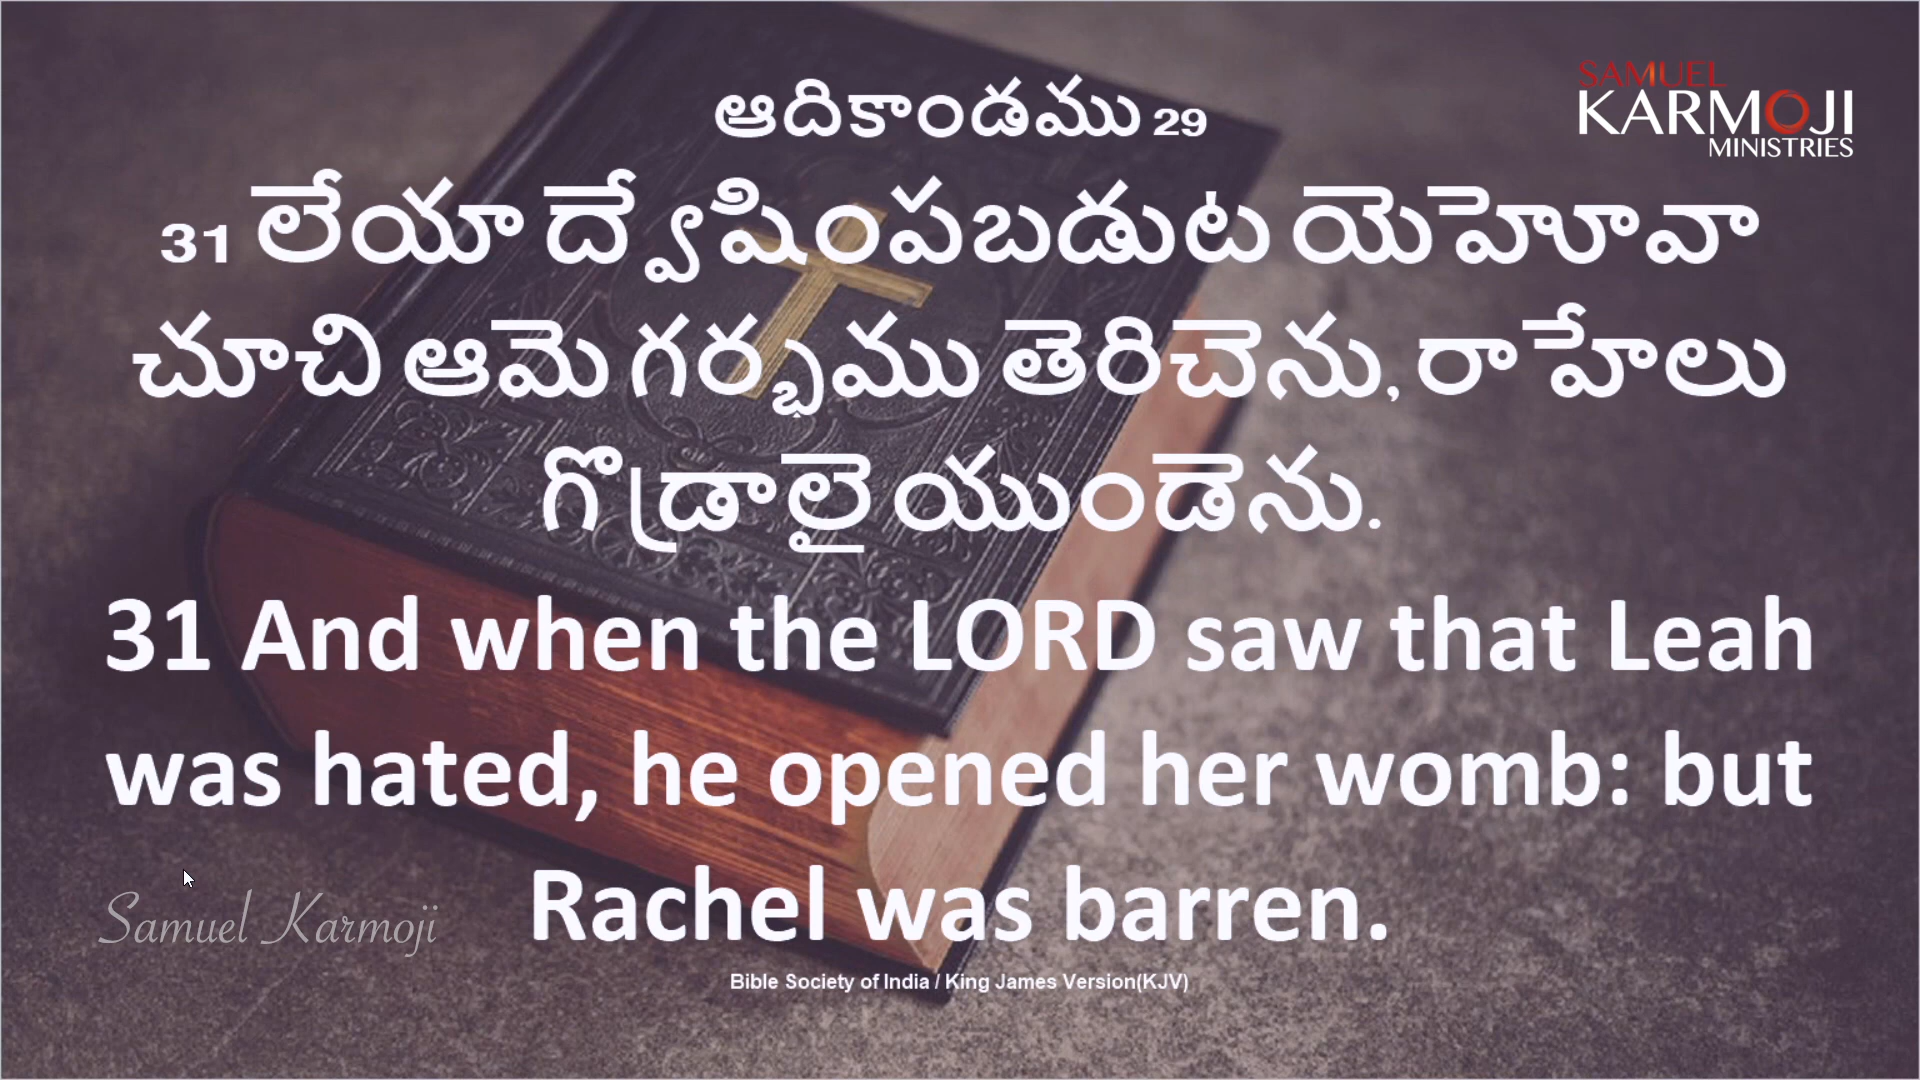 ఆదికాండము 29
SAMUEL
KARMOJI
MINISTRIES
31 లేయా ద్వేషింపబడుట యెహోవా
చూచి ఆమె గర్భము తెరిచెను, రాహేలు
గొడ్రాలై యుండెను.
31 And when the LORD saw that Leah
was hated, he opened her womb: but
Rachel was barren.
Samuel Karmoji
Bible Society of India / King James Version(KJV)